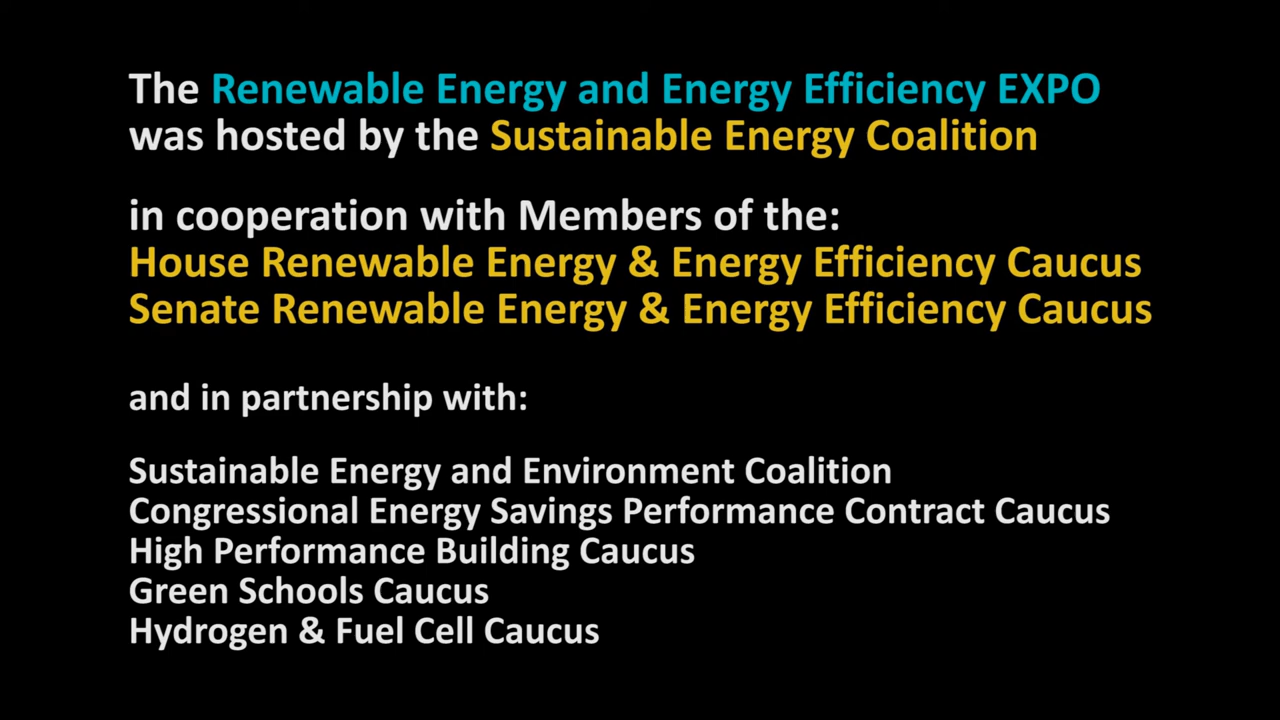 The Renewable Energy and Energy Efficiency EXPO
was hosted by the Sustainable Energy Coalition
in cooperation with Members of the:
House Renewable Energy & Energy Efficiency Caucus
Senate Renewable Energy & Energy Efficiency Caucus
and in partnership with:
Sustainable Energy and Environment Coalition
Congressional Energy Savings Performance Contract Caucus
High Performance Building Caucus
Green Schools Caucus
Hydrogen & Fuel Cell Caucus